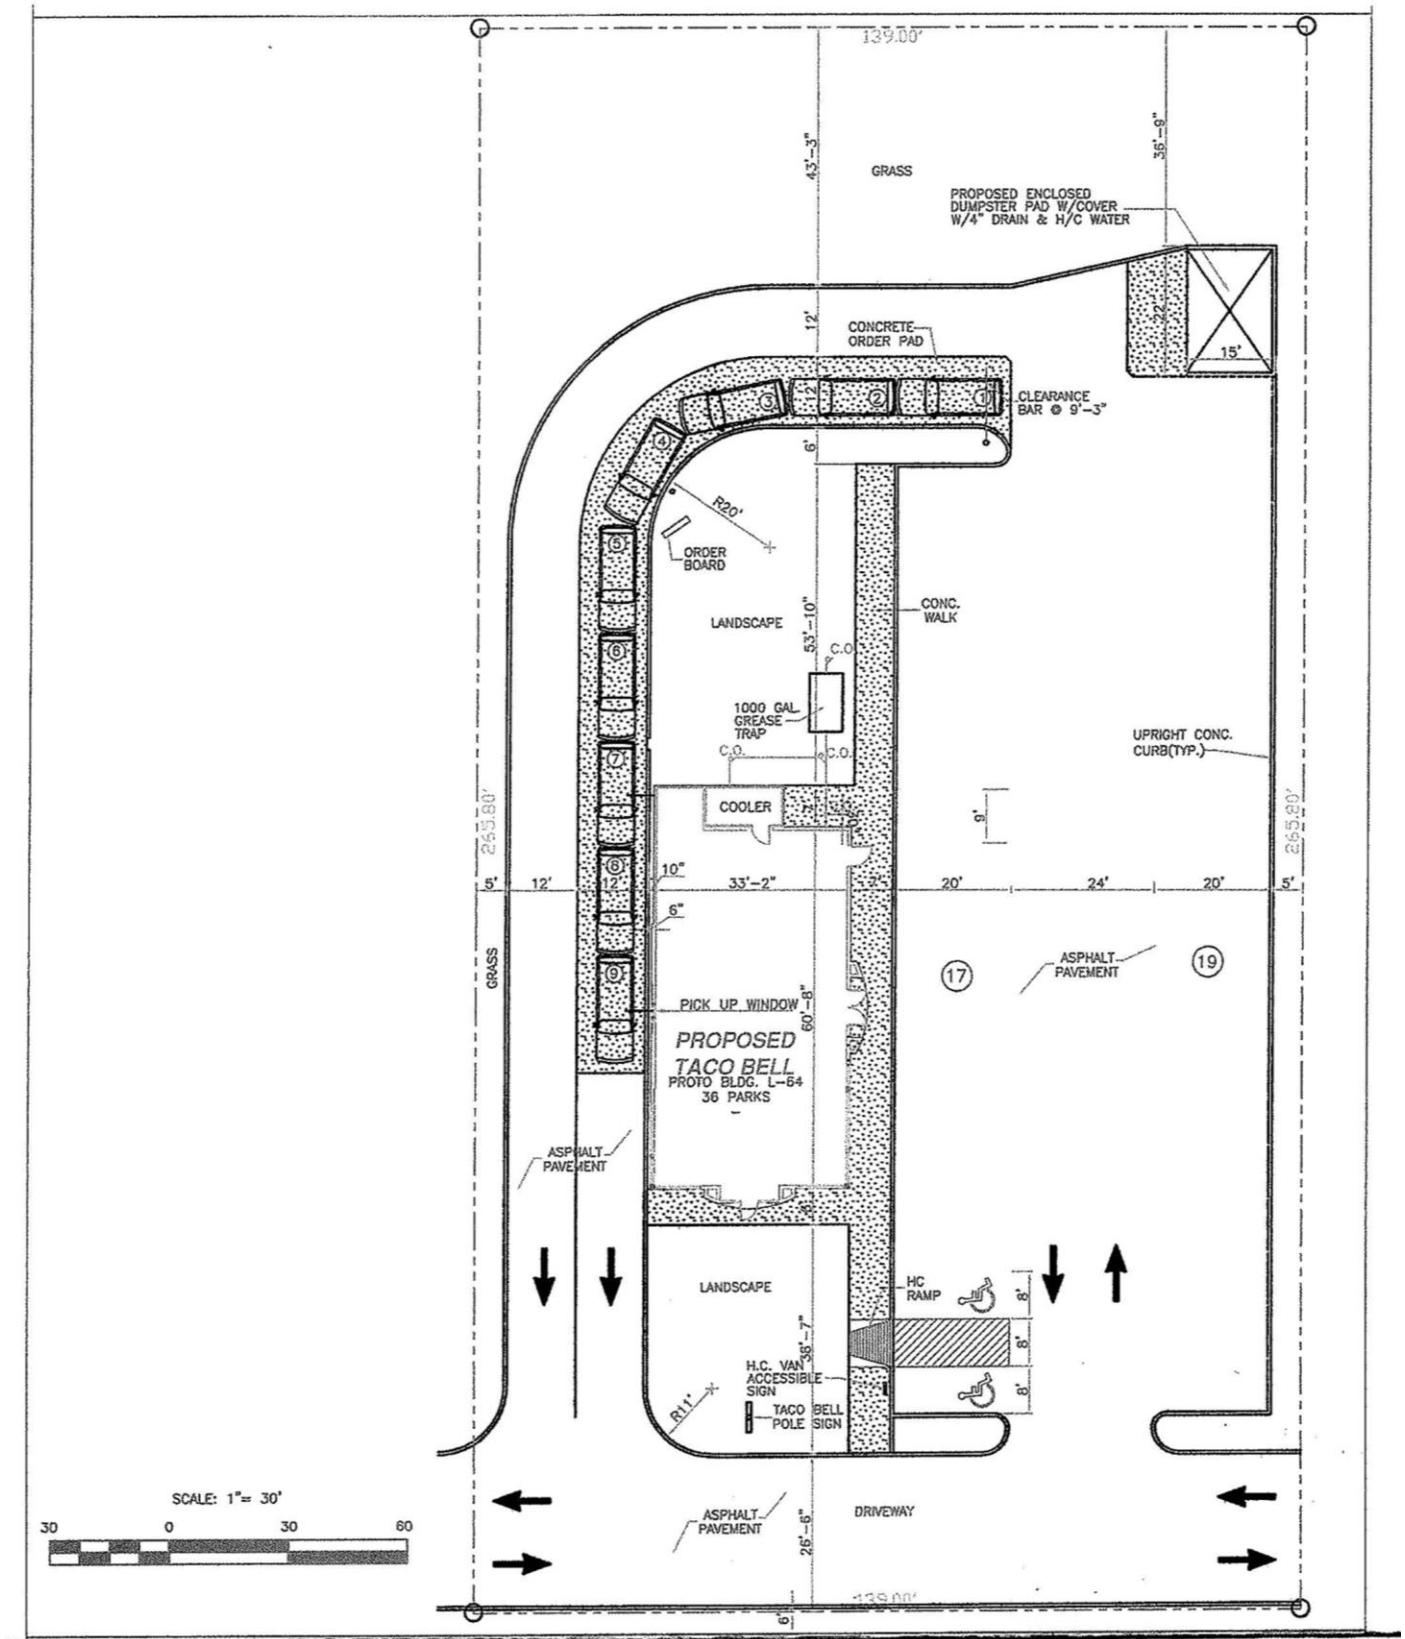 139.00'
43'-3"
36'-9"
GRASS
PROPOSED ENCLOSED
DUMPSTER PAD W/COVER
W/4" DRAIN & H/C WATER
12'
22'
CONCRETE
ORDER PAD
15'
12'
3
2
1
CLEARANCE
BAR @ 9'-3"
4
6'
R20'
5
ORDER
BOARD
CONC.
WALK
LANDSCAPE
53'-10"
6
C.O.
1000 GAL.
GREASE
TRAP
UPRIGHT CONC.
CURB(TYP.)
7
C.O.
C.O.
COOLER
9'
265.80'
265.80'
8
10"
5'
12'
12'
33'-2"
7'
20'
24'
20'
5'
6"
GRASS
9
17
ASPHALT
PAVEMENT
19
PICK UP WINDOW
60'-8"
PROPOSED
TACO BELL
PROTO BLDG. L-64
36 PARKS
ASPHALT
PAVEMENT
LANDSCAPE
HC
RAMP
8'
8'
8'
38'-7"
H.C. VAN
ACCESSIBLE
SIGN
R11'
TACO BELL
POLE SIGN
SCALE: 1"= 30'
30 0 30 60
ASPHALT
PAVEMENT
DRIVEWAY
26'-6"
139.00'
6'